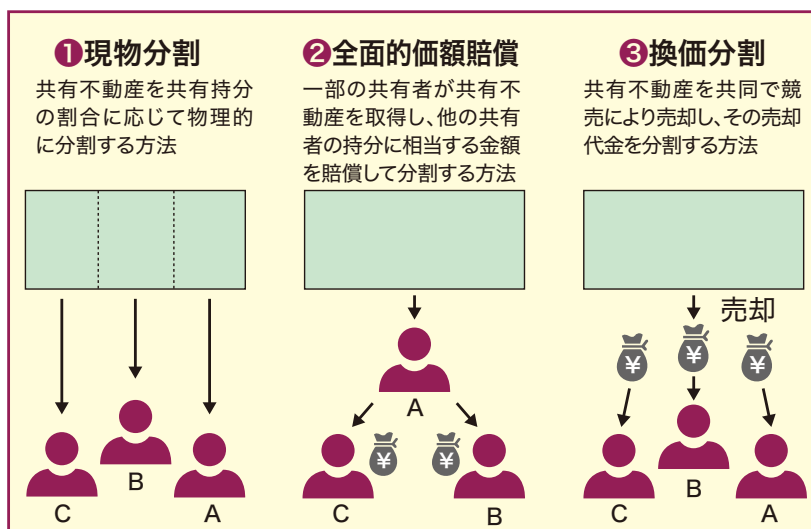 ❶現物分割
共有不動産を共有持分
の割合に応じて物理的
に分割する方法
C
B
A
❷全面的価額賠償
一部の共有者が共有不
動産を取得し、他の共有
者の持分に相当する金額
を賠償して分割する方法
A
¥
¥
C
B
❸換価分割
共有不動産を共同で競
売により売却し、その売却
代金を分割する方法
売却
¥
¥
¥
C
B
A